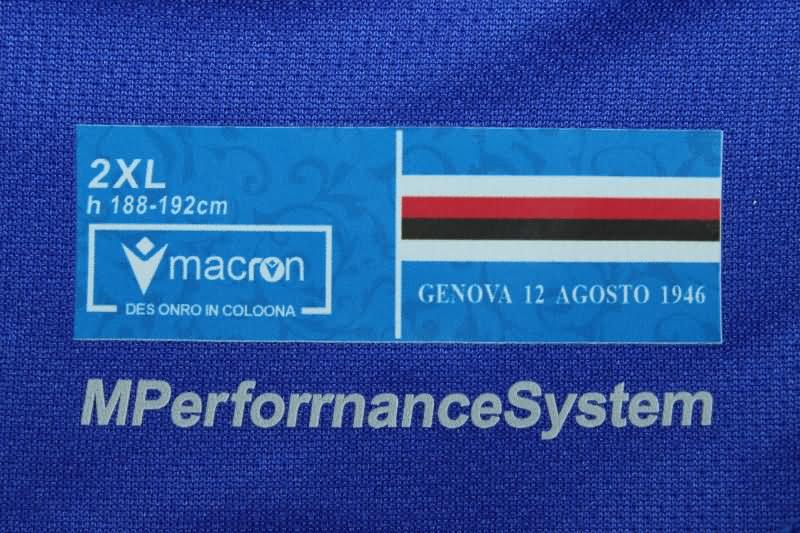 2XL
h 188-192cm
macron
DES ONRO IN COLOONA
GENOVA 12 AGOSTO 1946
MPerforrnanceSystem